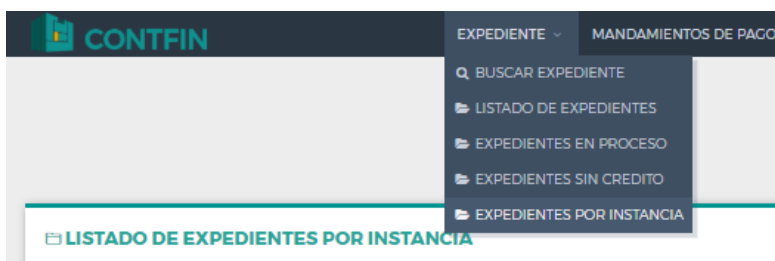 CONTFIN
EXPEDIENTE
MANDAMIENTOS DE PAGO
BUSCAR EXPEDIENTE
LISTADO DE EXPEDIENTES
EXPEDIENTES EN PROCESO
EXPEDIENTES SIN CREDITO
EXPEDIENTES POR INSTANCIA
LISTADO DE EXPEDIENTES POR INSTANCIA